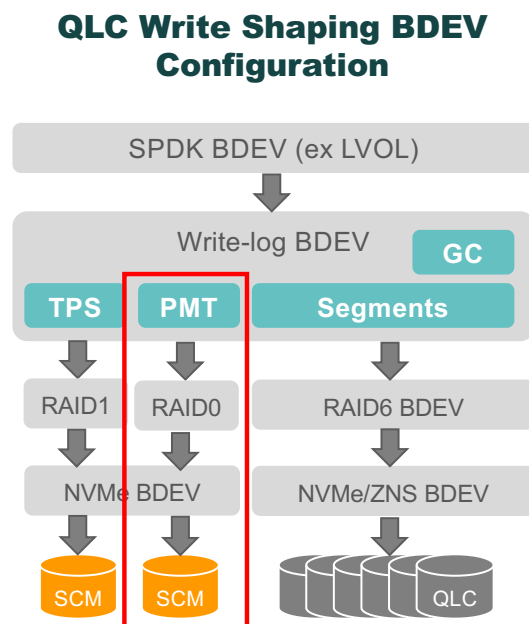 QLC Write Shaping BDEV
Configuration
SPDK BDEV (ex LVOL)
Write-log BDEV
GC
TPS
PMT
Segments
RAID1
RAID0
RAID6 BDEV
NVMe BDEV
NVMe/ZNS BDEV
SCM
SCM
QLC